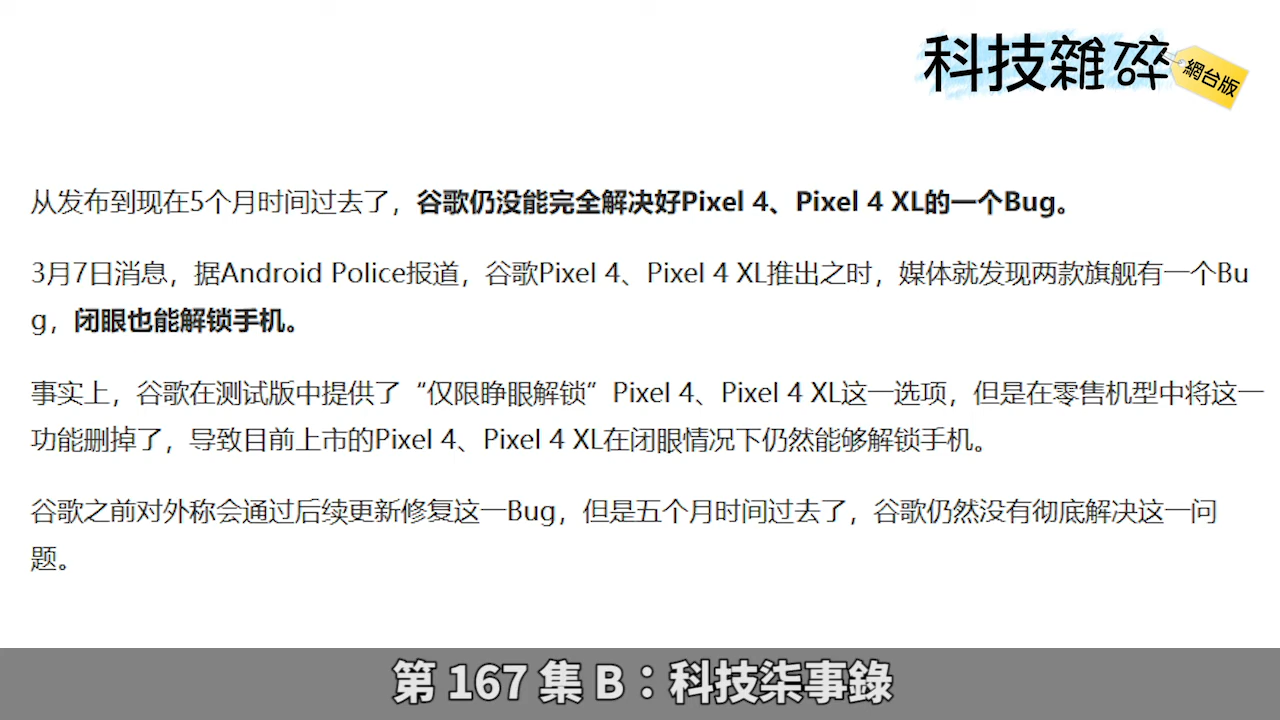 科技雜碎
網台版
从发布到现在5个月时间过去了，谷歌仍没能完全解决好Pixel 4、Pixel 4 XL的一个Bug。
3月7日消息，据Android Police报道，谷歌Pixel 4、Pixel 4 XL推出之时，媒体就发现两款旗舰有一个Bu
g，闭眼也能解锁手机。
事实上，谷歌在测试版中提供了“仅限睁眼解锁”Pixel 4、Pixel 4 XL这一选项，但是在零售机型中将这一
功能删掉了，导致目前上市的Pixel 4、Pixel 4 XL在闭眼情况下仍然能够解锁手机。
谷歌之前对外称会通过后续更新修复这一Bug，但是五个月时间过去了，谷歌仍然没有彻底解决这一问
题。
第 167 集 B：科技柒事錄